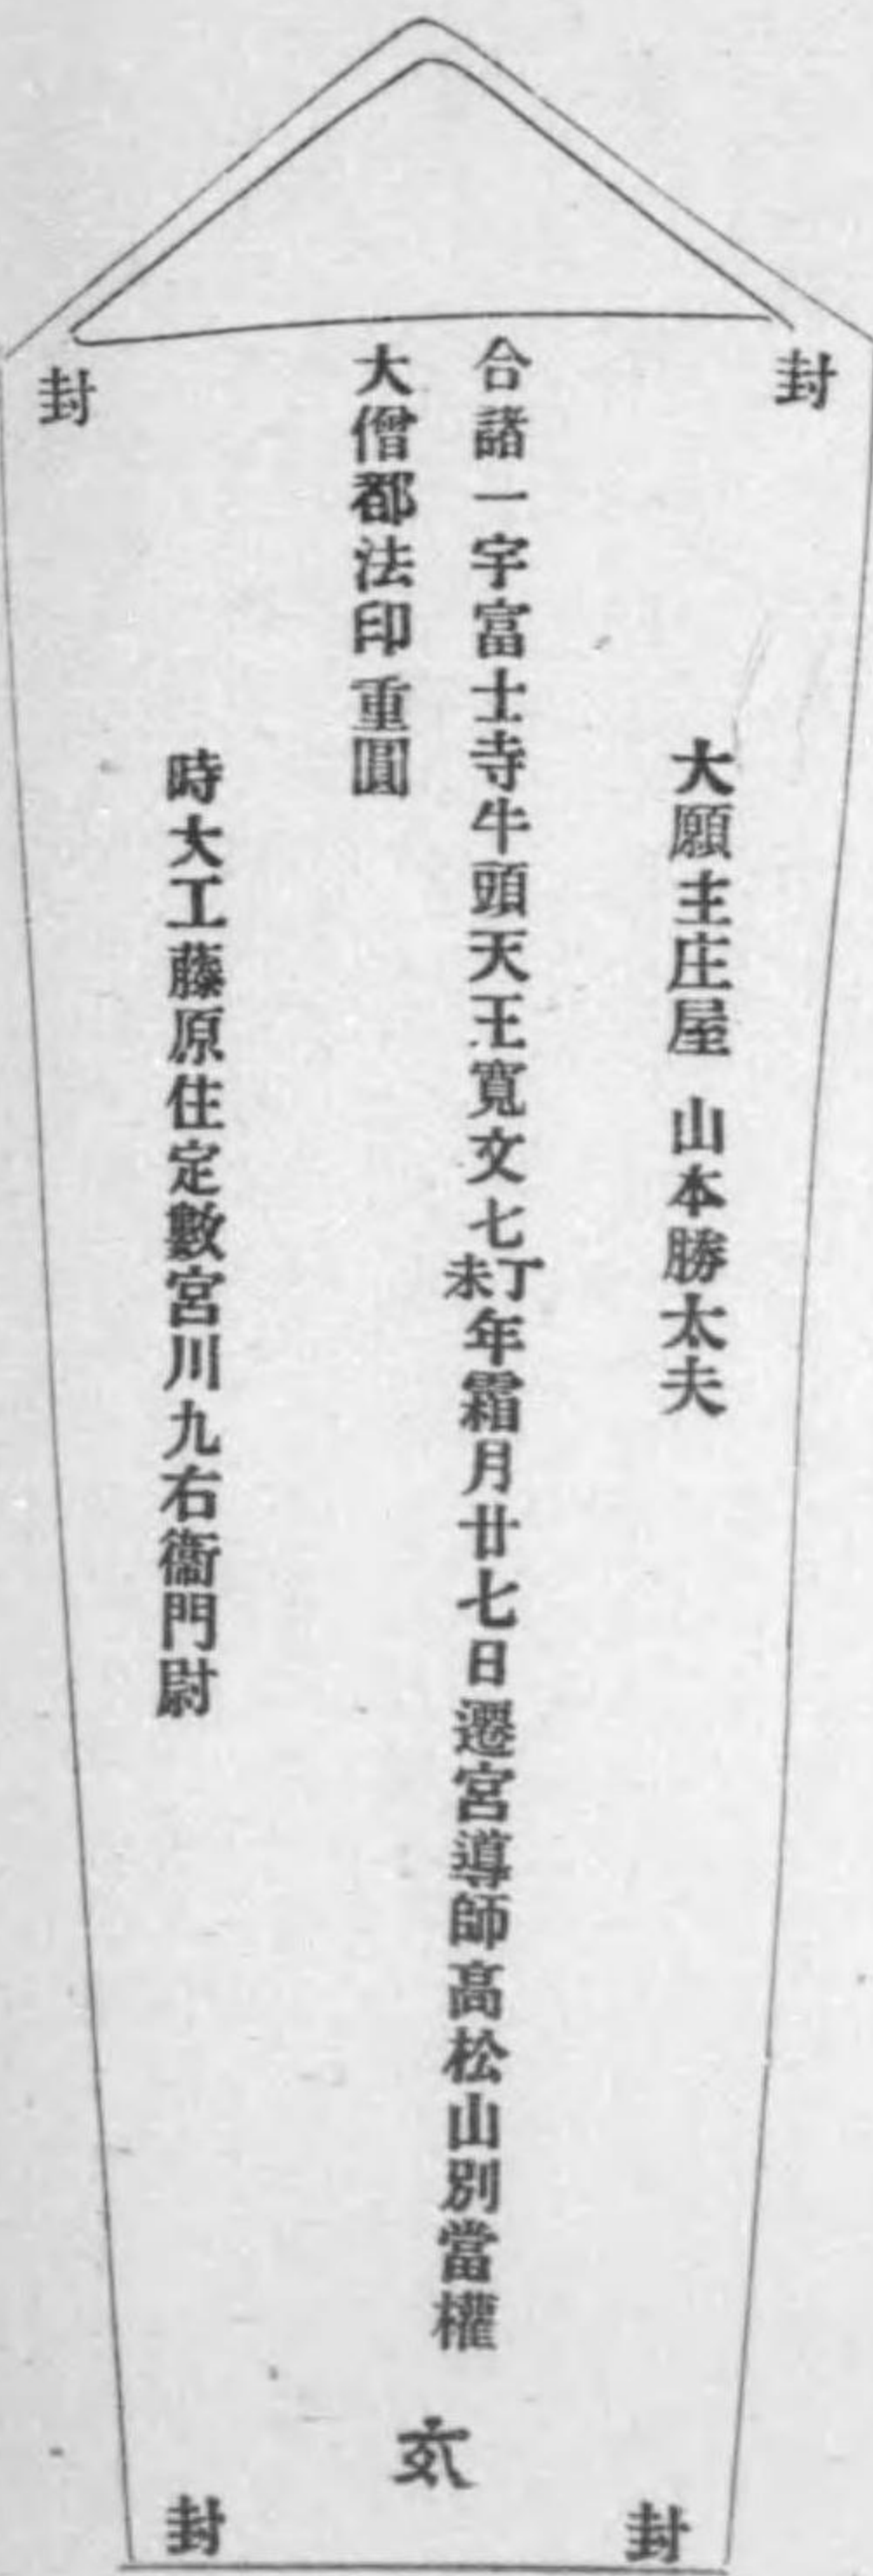 封
大願主庄屋 山本勝太夫
合諸一宇富士寺牛頭天王寬文七丁未年霜月廿七日遷宮導師高松山別當權
大僧都法印重圓
時大工藤原住定數宮川九右衞門尉
封
封
封